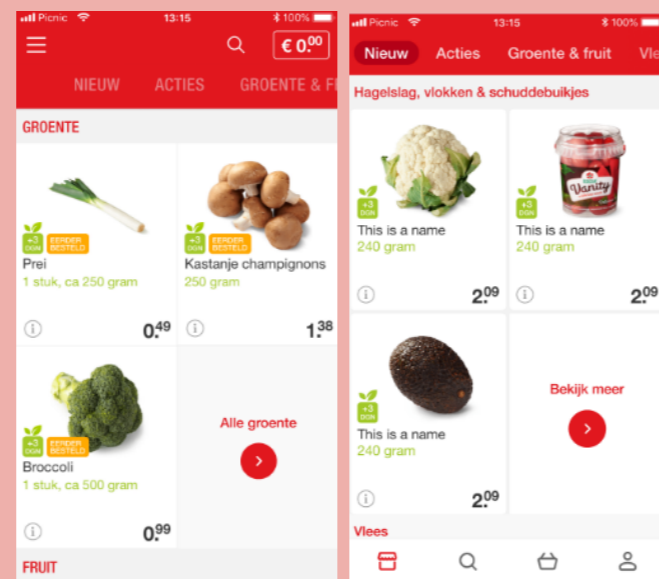 Picnic 13:15 100%
€ 0.00
NIEUW ACTIES GROENTE & F
GROENTE
+3 DGN EERDER BESTELD
Prei
1 stuk, ca 250 gram
0.49
+3 DGN EERDER BESTELD
Kastanje champignons
250 gram
1.38
+3 DGN EERDER BESTELD
Broccoli
1 stuk, ca 500 gram
0.99
Alle groente
FRUIT
Picnic 13:15 100%
Nieuw Acties Groente & fruit Vle
Hagelslag, vlokken & schuddebuikjes
+3 DGN
This is a name
240 gram
2.09
Vanity
+3 DGN
This is a name
240 gram
2.09
+3 DGN
This is a name
240 gram
2.09
Bekijk meer
Vlees